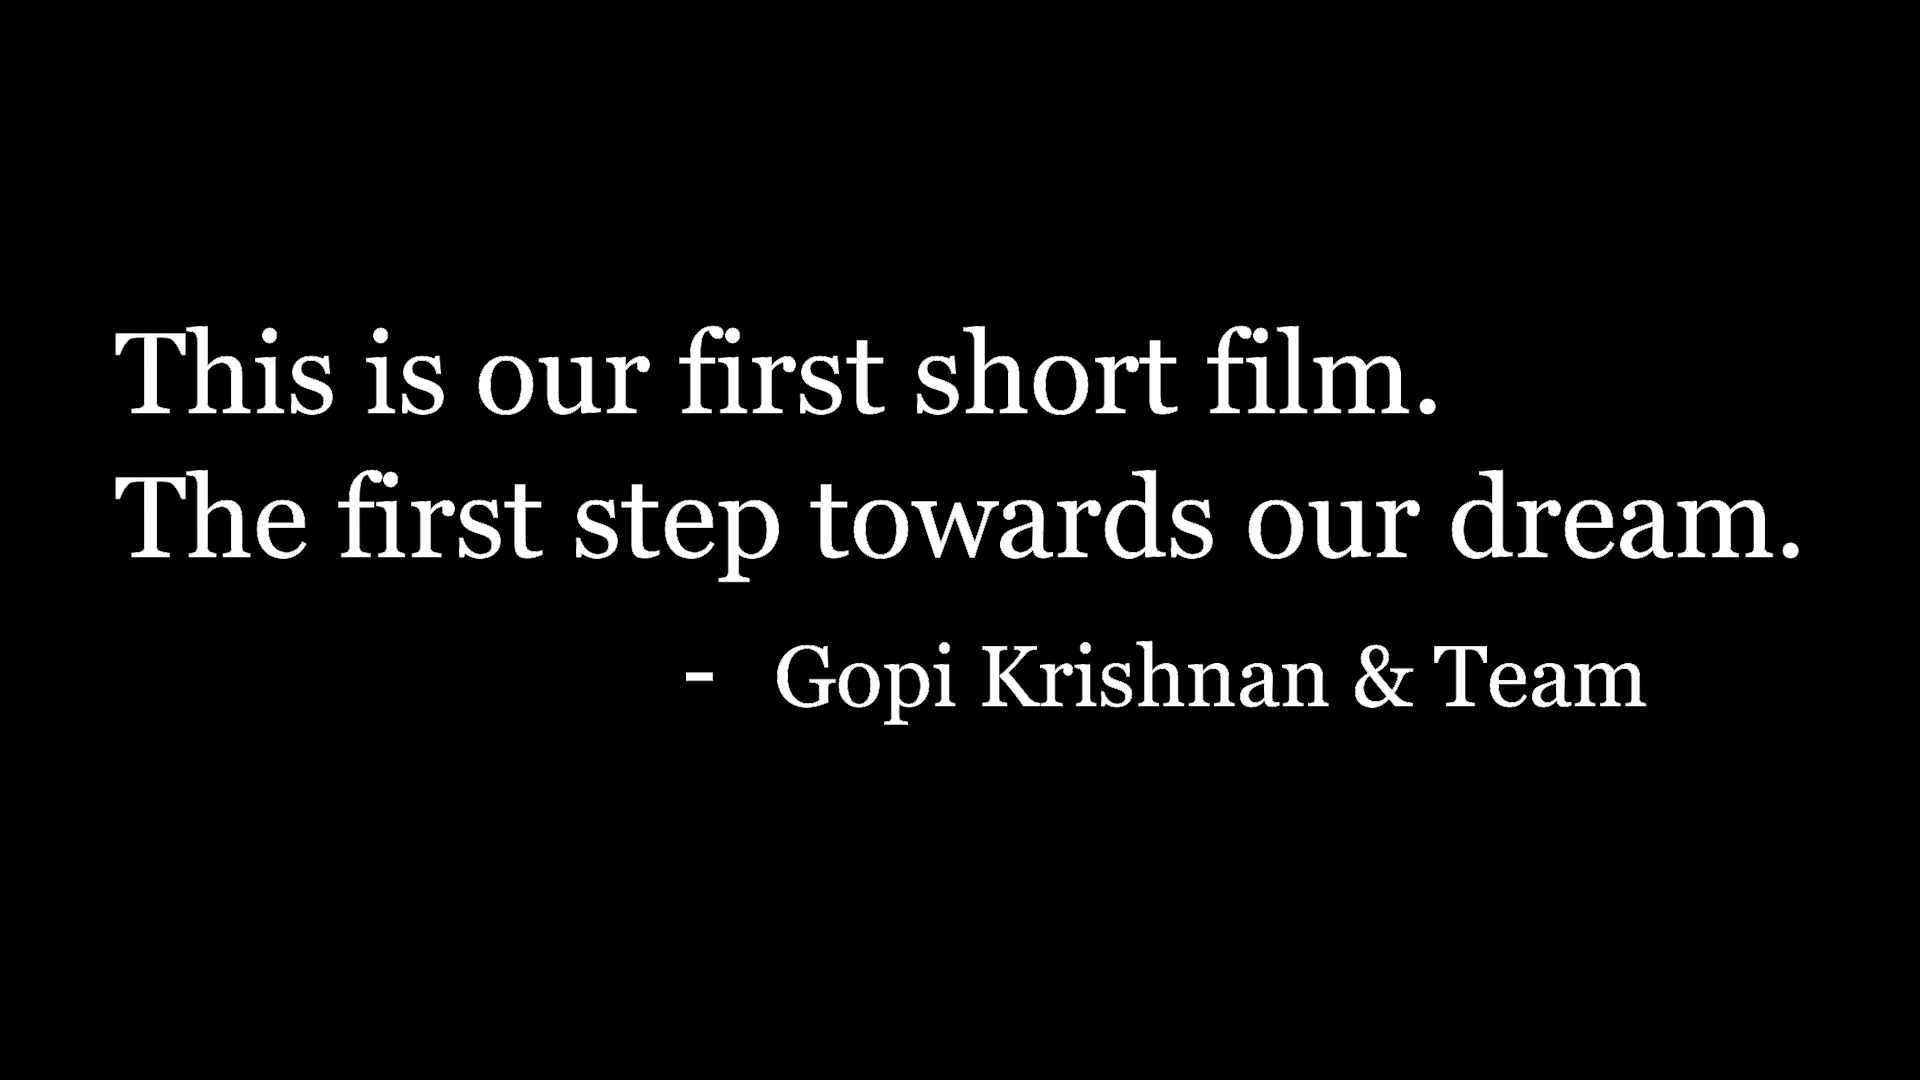 This is our first short film.
The first step towards our dream.
- Gopi Krishnan & Team